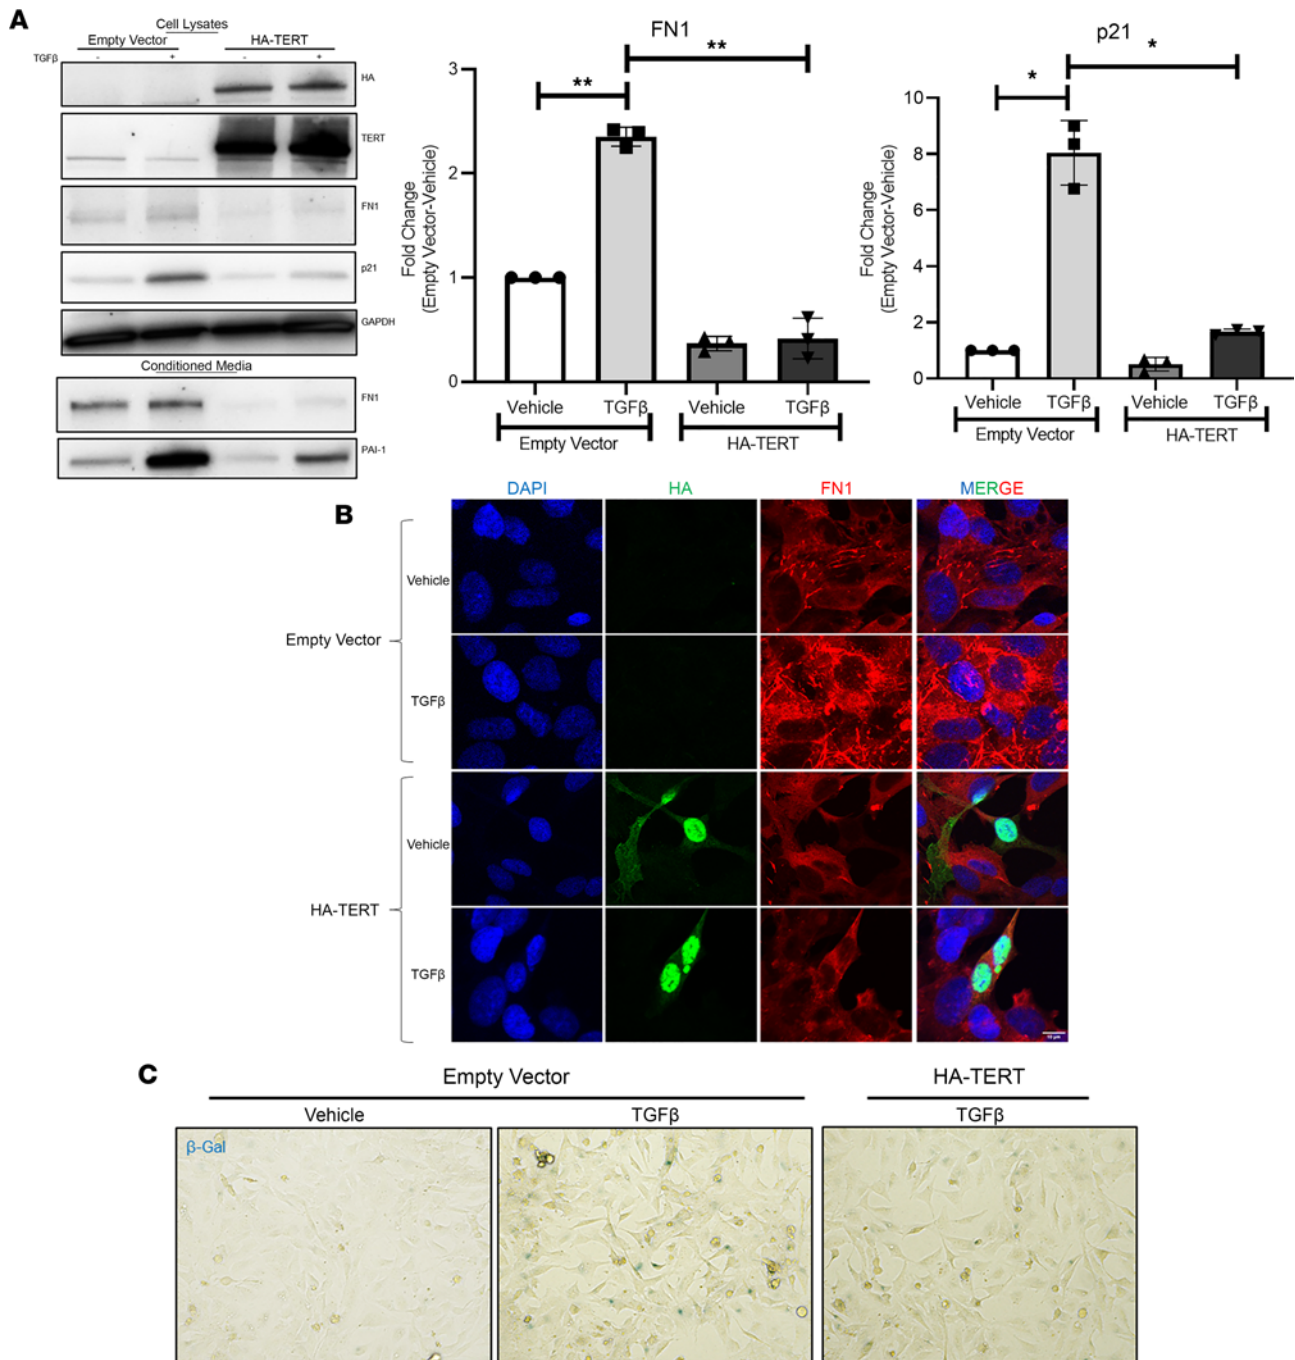 A
Cell Lysates
Empty Vector HA-TERT
TGFβ - + - +
HA
TERT
FN1
p21
GAPDH
Conditioned Media
FN1
PAI-1
FN1
Fold Change
(Empty Vector-Vehicle)
3
2
1
0
** **
Vehicle TGFβ Vehicle TGFβ
Empty Vector HA-TERT
p21
Fold Change
(Empty Vector-Vehicle)
10
8
6
4
2
0
* *
Vehicle TGFβ Vehicle TGFβ
Empty Vector HA-TERT
B
DAPI HA FN1 MERGE
Empty Vector
Vehicle
TGFβ
HA-TERT
Vehicle
TGFβ
10 μm
C
Empty Vector HA-TERT
Vehicle TGFβ TGFβ
β-Gal